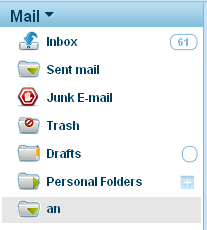 Mail
Inbox 61
Sent mail
Junk E-mail
Trash
Drafts
Personal Folders
an